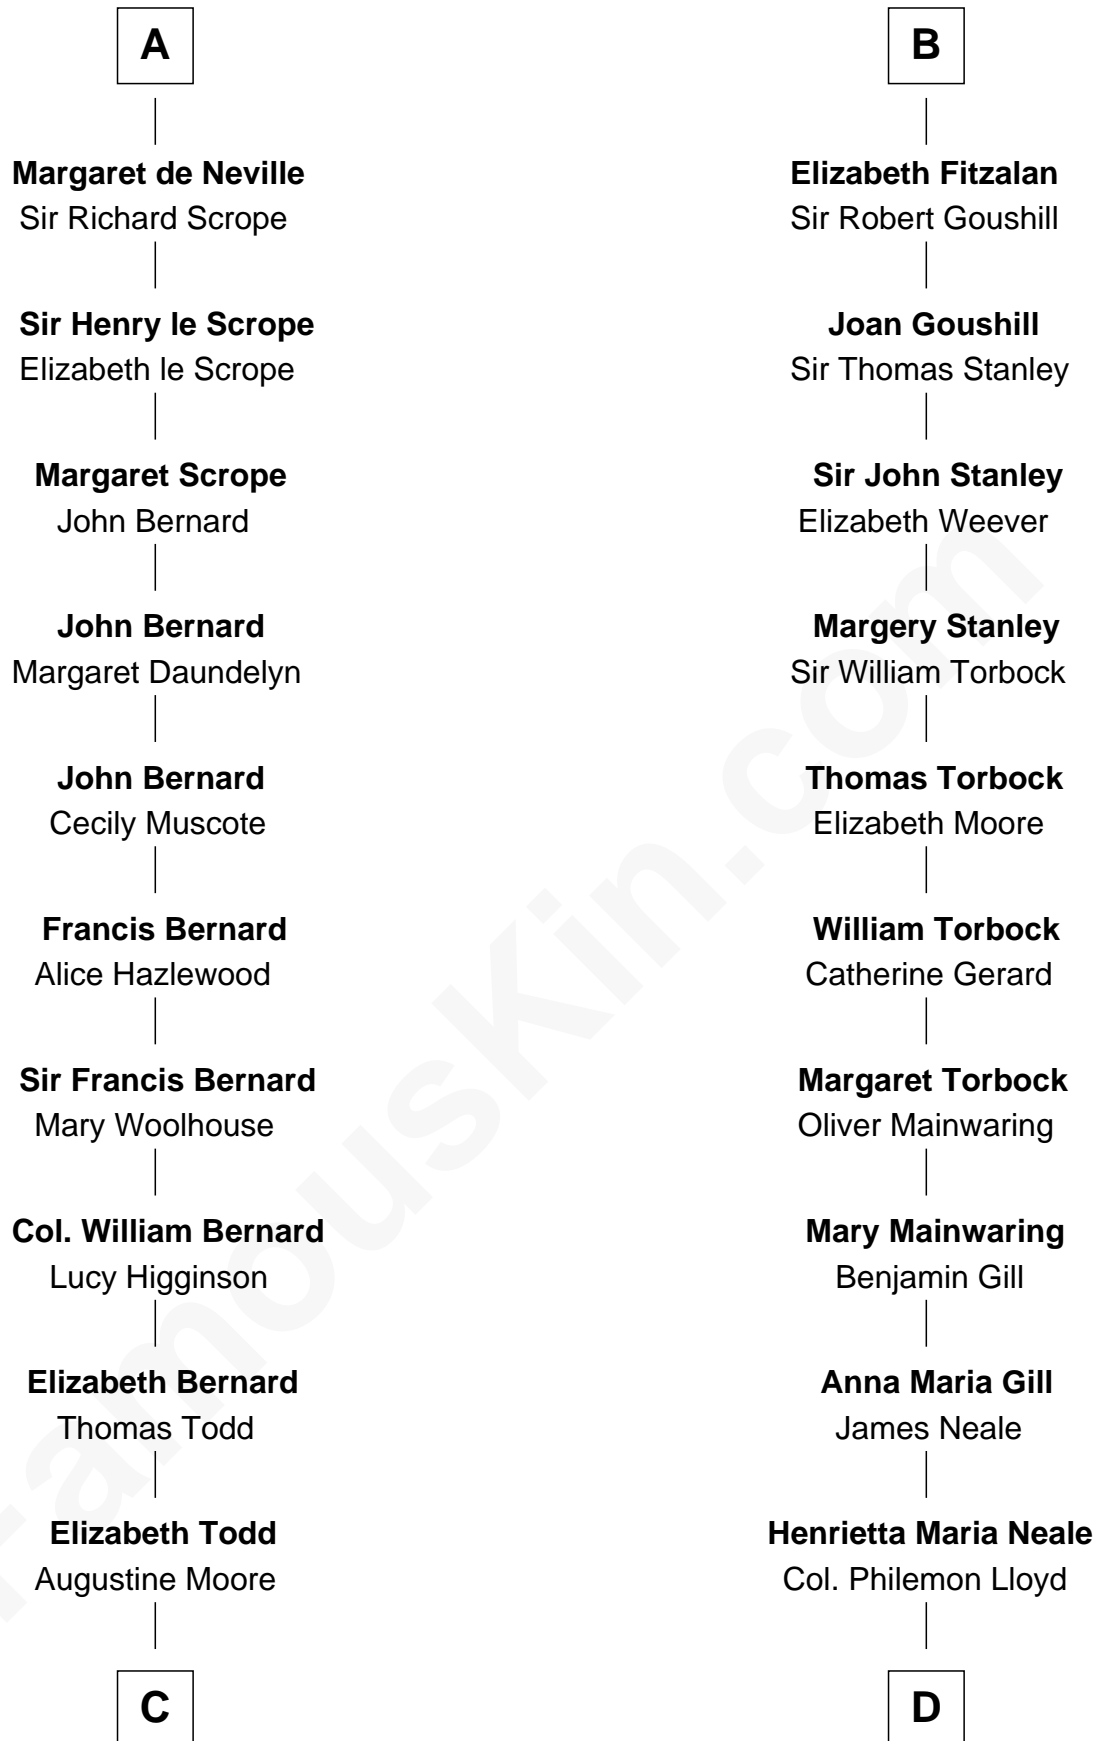 A
Margaret de Neville
Sir Richard Scrope
Sir Henry le Scrope
Elizabeth le Scrope
Margaret Scrope
John Bernard
John Bernard
Margaret Daundelyn
John Bernard
Cecily Muscote
Francis Bernard
Alice Hazlewood
Sir Francis Bernard
Mary Woolhouse
Col. William Bernard
Lucy Higginson
Elizabeth Bernard
Thomas Todd
Elizabeth Todd
Augustine Moore
C
B
Elizabeth Fitzalan
Sir Robert Goushill
Joan Goushill
Sir Thomas Stanley
Sir John Stanley
Elizabeth Weever
Margery Stanley
Sir William Torbock
Thomas Torbock
Elizabeth Moore
William Torbock
Catherine Gerard
Margaret Torbock
Oliver Mainwaring
Mary Mainwaring
Benjamin Gill
Anna Maria Gill
James Neale
Henrietta Maria Neale
Col. Philemon Lloyd
D
FamousKin.com